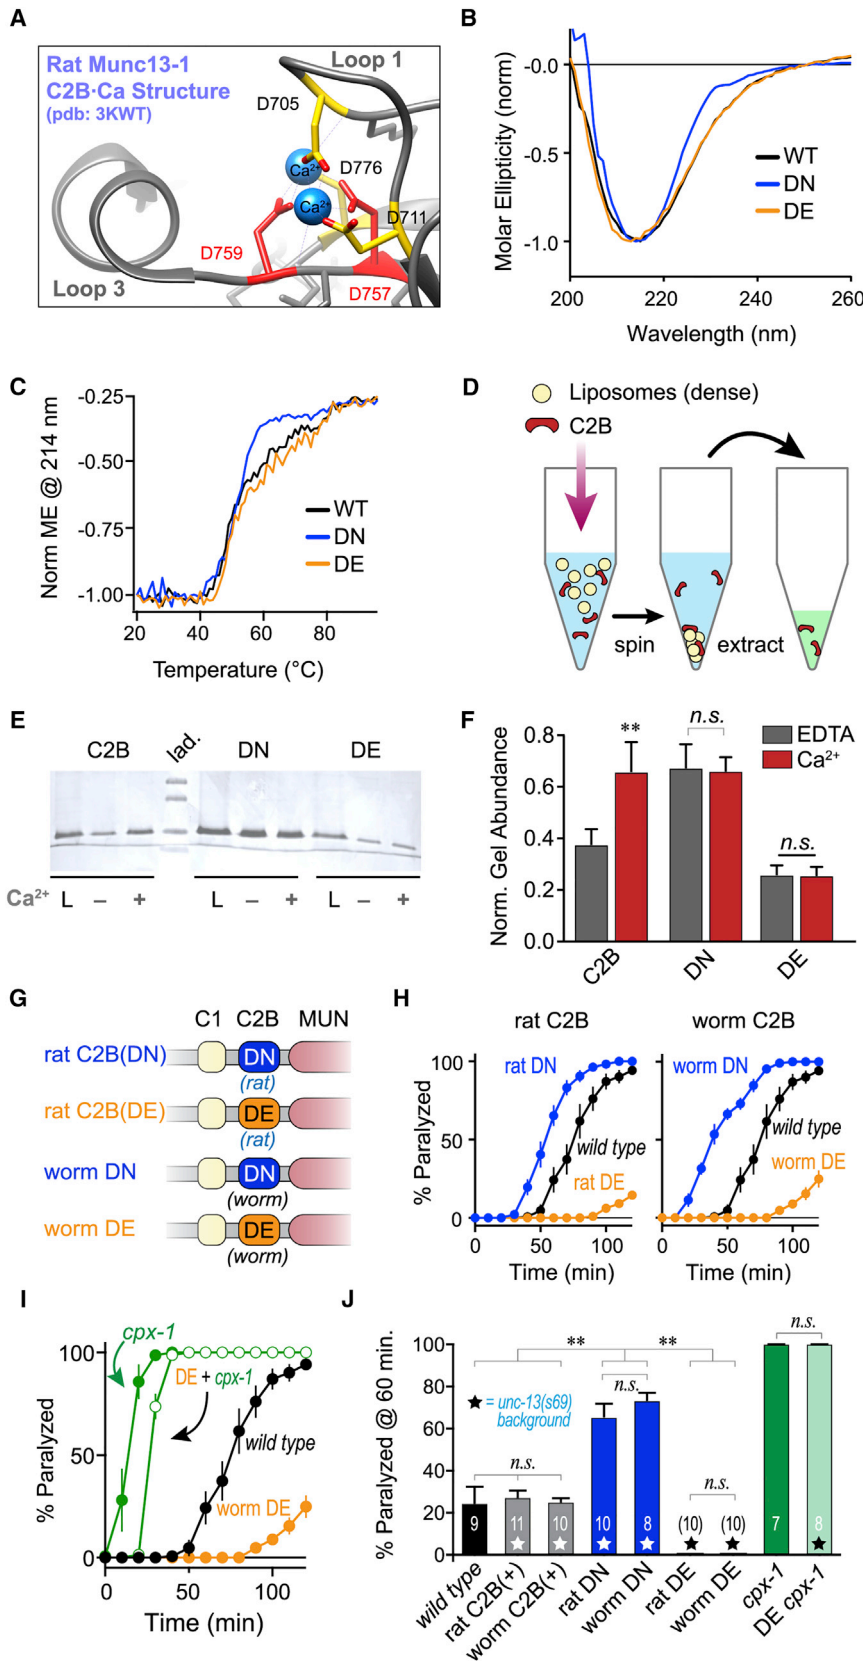 A
Rat Munc13-1
C2B·Ca Structure
(pdb: 3KWT)
Loop 1
D705
Ca2+
D776
Ca2+
D711
D759
Loop 3
D757
B
Molar Ellipticity (norm)
-0.0
-0.5
-1.0
WT
DN
DE
200
220
240
260
Wavelength (nm)
C
Norm ME @ 214 nm
-0.25
-0.50
-0.75
-1.00
WT
DN
DE
20
40
60
80
Temperature (°C)
D
Liposomes (dense)
C2B
spin
extract
E
C2B
lad.
DN
DE
Ca2+
L – +
L – +
L – +
F
Norm. Gel Abundance
0.8
0.6
0.4
0.2
0.0
**
n.s.
n.s.
EDTA
Ca2+
C2B
DN
DE
G
C1 C2B MUN
rat C2B(DN)
DN
(rat)
rat C2B(DE)
DE
(rat)
worm DN
DN
(worm)
worm DE
DE
(worm)
H
rat C2B
worm C2B
% Paralyzed
100
50
0
rat DN
wild type
rat DE
0
50
100
Time (min)
worm DN
wild type
worm DE
0
50
100
Time (min)
I
% Paralyzed
100
50
0
cpx-1
DE + cpx-1
wild type
worm DE
0
50
100
Time (min)
J
% Paralyzed @ 60 min.
100
80
60
40
20
0
n.s.
** **
n.s.
★ = unc-13(s69)
background
n.s.
n.s.
9
11
10
10
8
(10)
(10)
7
8
wild type
rat C2B(+)
worm C2B(+)
rat DN
worm DN
rat DE
worm DE
cpx-1
DE cpx-1